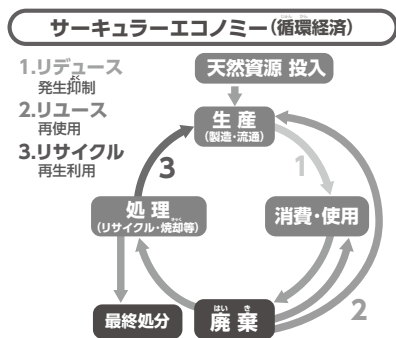 サーキュラーエコノミー(循環経済)
1.リデュース
発生抑制
2.リユース
再使用
3.リサイクル
再生利用
天然資源 投入
生産
(製造・流通)
1
3
処理
(リサイクル・焼却等)
消費・使用
最終処分
廃棄
2